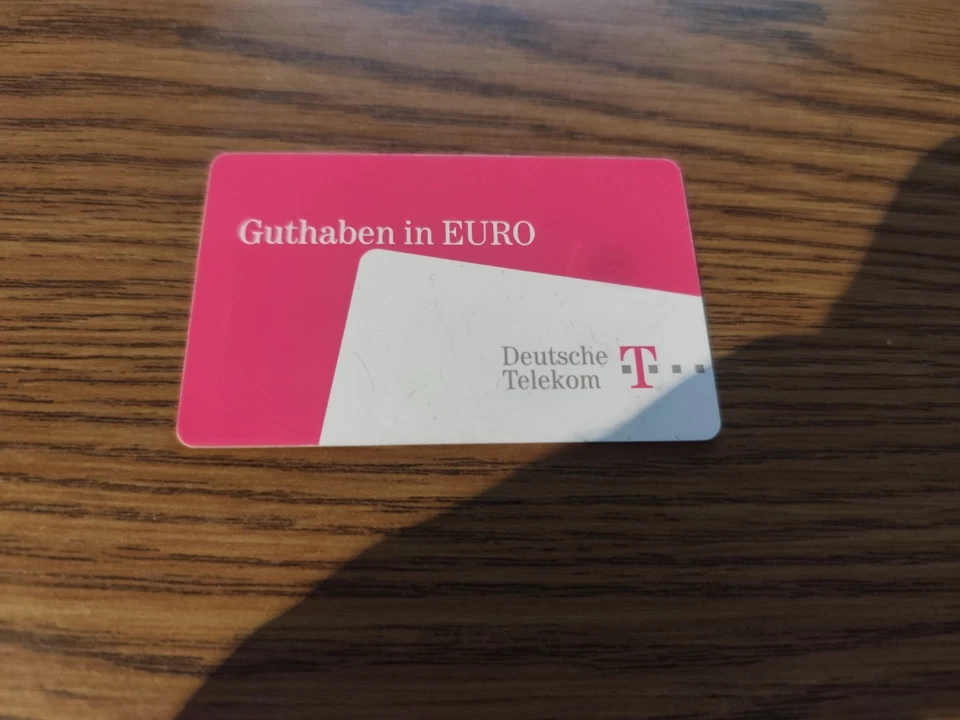 Guthaben in EURO
Deutsche
Telekom
T